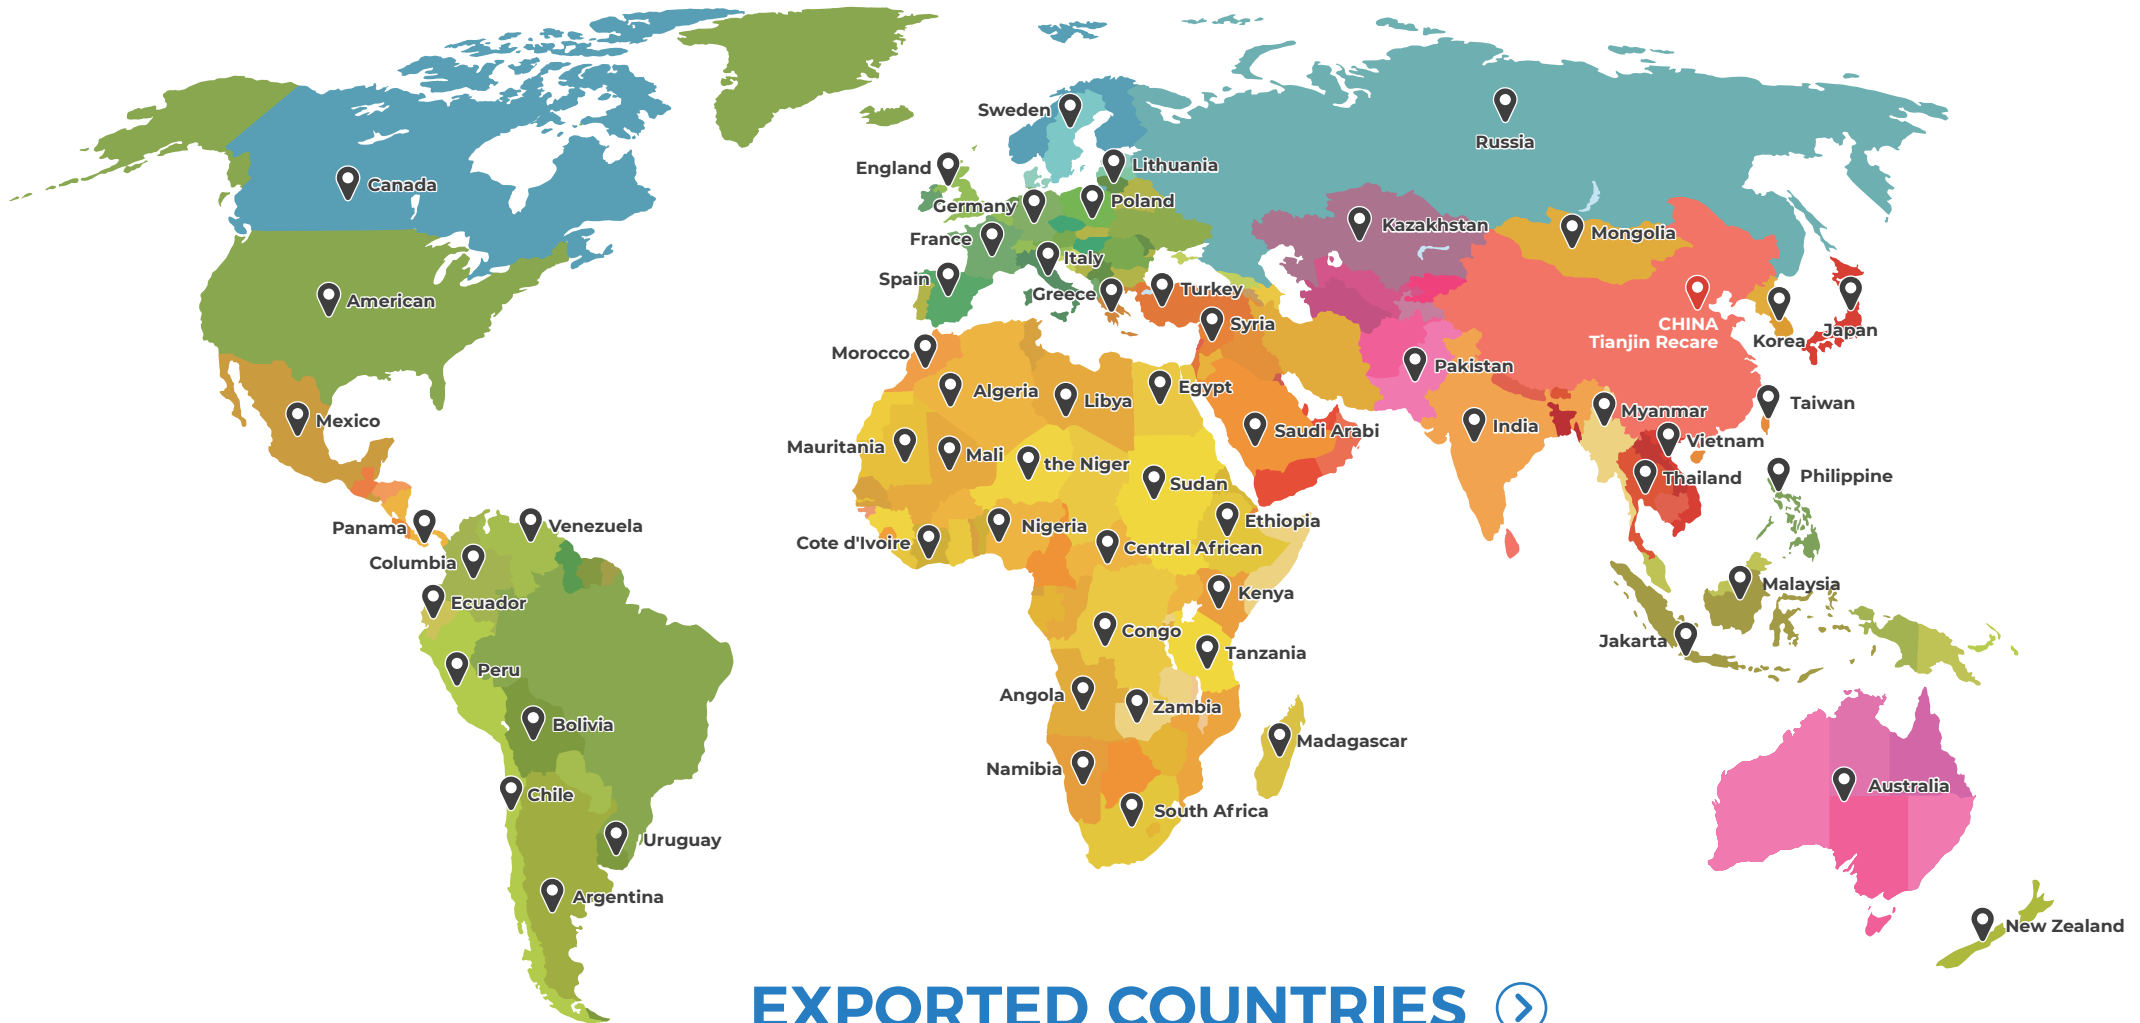 Sweden
Russia
England
Lithuania
Canada
Germany
Poland
Kazakhstan
Mongolia
France
Italy
Spain
Greece
Turkey
American
Syria
CHINA
Tianjin Recare
Korea
Japan
Morocco
Pakistan
Algeria
Libya
Egypt
Taiwan
Mexico
Myanmar
India
Saudi Arabi
Vietnam
Mauritania
Mali
the Niger
Sudan
Thailand
Philippine
Panama
Venezuela
Nigeria
Ethiopia
Cote d'Ivoire
Central African
Columbia
Malaysia
Kenya
Ecuador
Congo
Jakarta
Tanzania
Peru
Angola
Zambia
Bolivia
Madagascar
Namibia
Australia
Chile
South Africa
Uruguay
Argentina
New Zealand
EXPORTED COUNTRIES